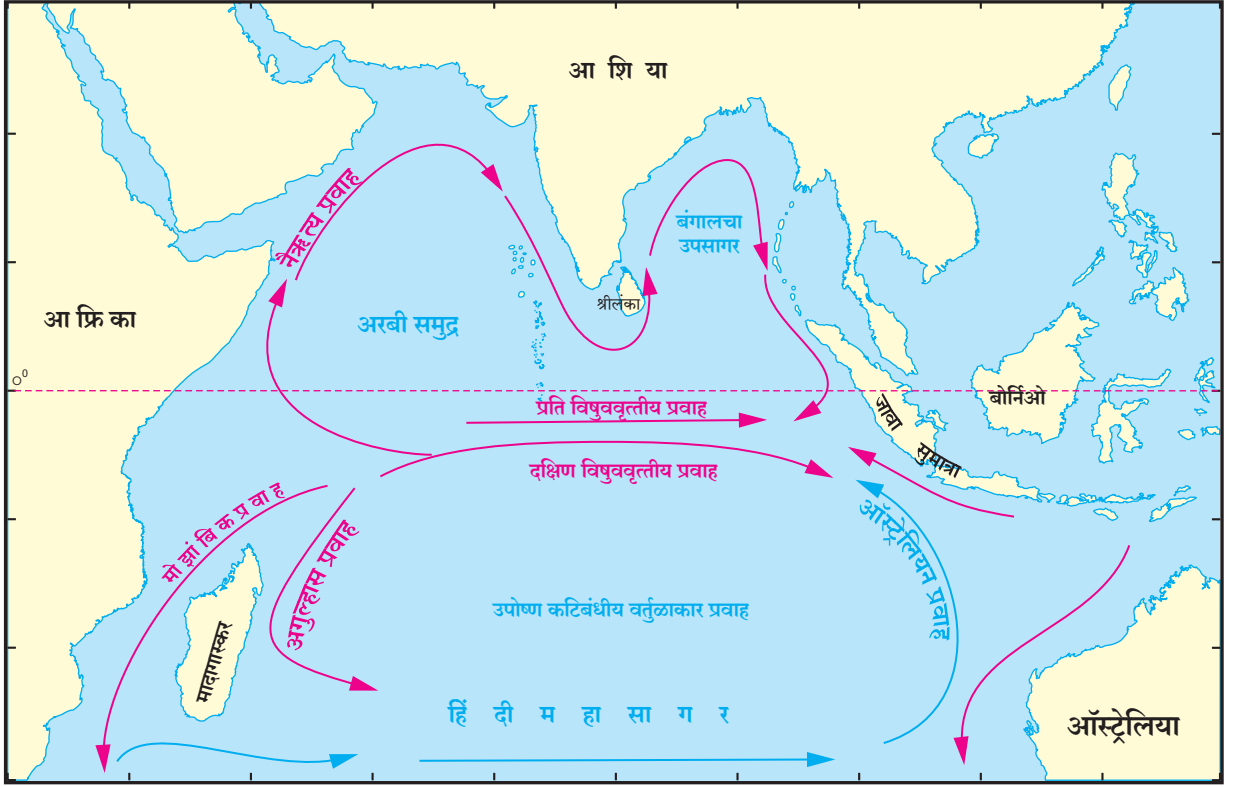 आ शि या
नैऋत्य प्रवाह
बंगालचा
उपसागर
श्रीलंका
आ फ्रि का
अरबी समुद्र
0⁰
बोर्निओ
प्रति विषुववृत्तीय प्रवाह
जावा
सुमात्रा
दक्षिण विषुववृत्तीय प्रवाह
मो झां बि क प्र वा ह
अगुल्हास प्रवाह
ऑस्ट्रेलियन प्रवाह
उपोष्ण कटिबंधीय वर्तुळाकार प्रवाह
मादागास्कर
हिं दी म हा सा ग र
ऑस्ट्रेलिया